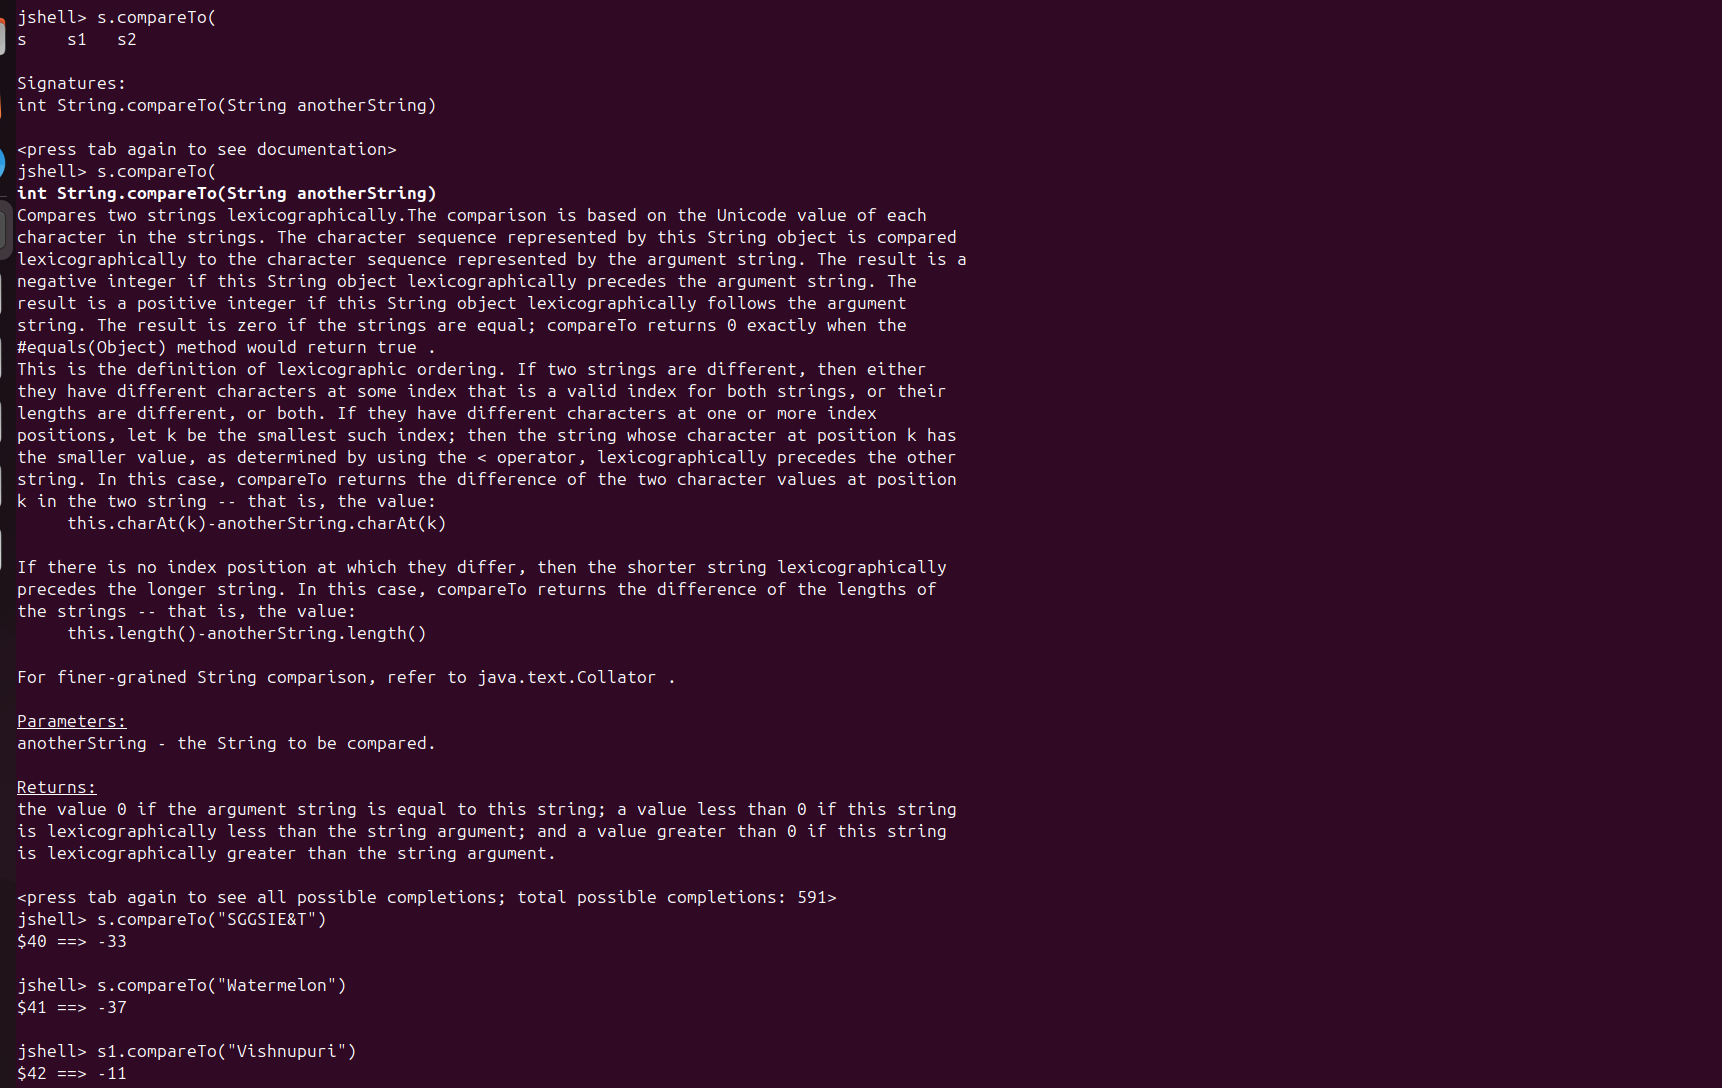 jshell> s.compareTo(
s    s1   s2
Signatures:
int String.compareTo(String anotherString)
<press tab again to see documentation>
jshell> s.compareTo(
int String.compareTo(String anotherString)
Compares two strings lexicographically.The comparison is based on the Unicode value of each
character in the strings. The character sequence represented by this String object is compared
lexicographically to the character sequence represented by the argument string. The result is a
negative integer if this String object lexicographically precedes the argument string. The
result is a positive integer if this String object lexicographically follows the argument
string. The result is zero if the strings are equal; compareTo returns 0 exactly when the
#equals(Object) method would return true .
This is the definition of lexicographic ordering. If two strings are different, then either
they have different characters at some index that is a valid index for both strings, or their
lengths are different, or both. If they have different characters at one or more index
positions, let k be the smallest such index; then the string whose character at position k has
the smaller value, as determined by using the < operator, lexicographically precedes the other
string. In this case, compareTo returns the difference of the two character values at position
k in the two string -- that is, the value:
     this.charAt(k)-anotherString.charAt(k)
If there is no index position at which they differ, then the shorter string lexicographically
precedes the longer string. In this case, compareTo returns the difference of the lengths of
the strings -- that is, the value:
     this.length()-anotherString.length()
For finer-grained String comparison, refer to java.text.Collator .
Parameters:
anotherString - the String to be compared.
Returns:
the value 0 if the argument string is equal to this string; a value less than 0 if this string
is lexicographically less than the string argument; and a value greater than 0 if this string
is lexicographically greater than the string argument.
<press tab again to see all possible completions; total possible completions: 591>
jshell> s.compareTo("SGGSIE&T")
$40 ==> -33
jshell> s.compareTo("Watermelon")
$41 ==> -37
jshell> s1.compareTo("Vishnupuri")
$42 ==> -11